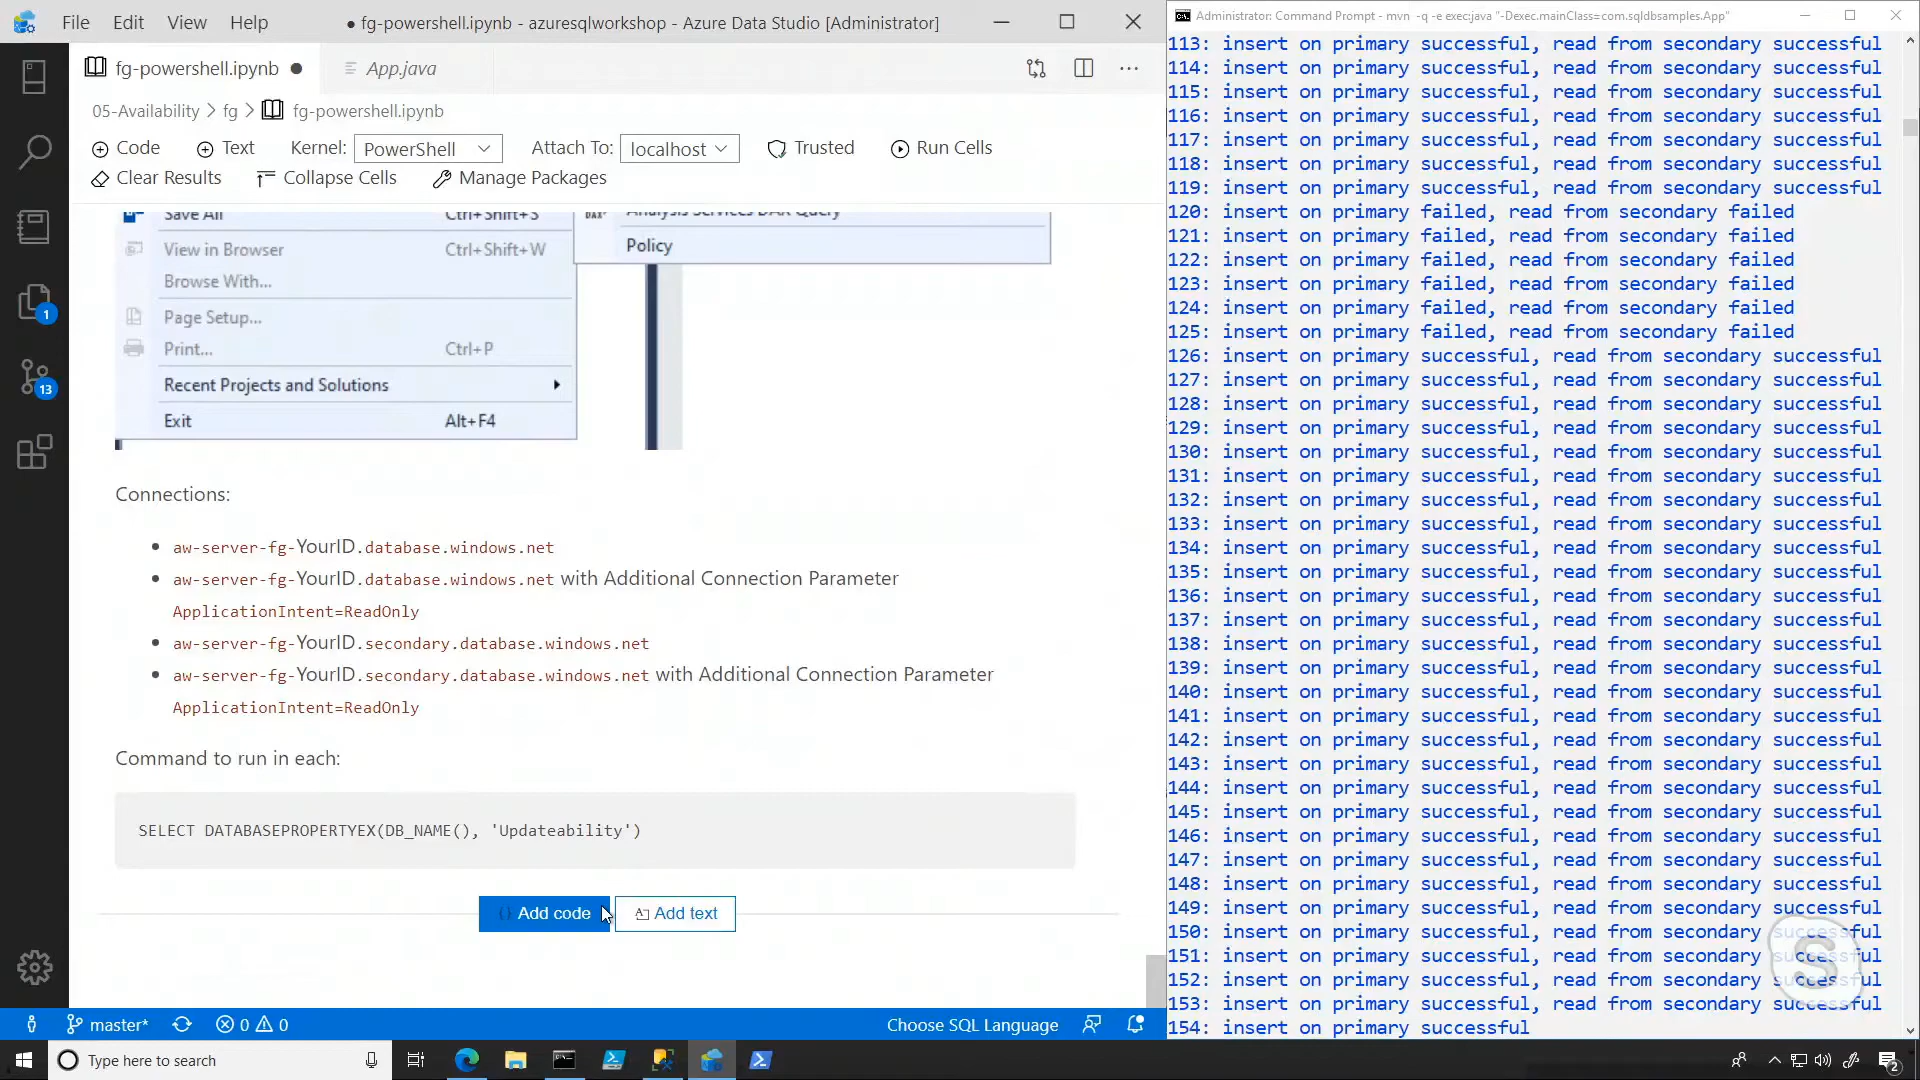 File Edit View Help
● fg-powershell.ipynb - azuresqlworkshop - Azure Data Studio [Administrator]
fg-powershell.ipynb ●
App.java
05-Availability > fg > fg-powershell.ipynb
Code
Text
Kernel:
PowerShell
Attach To:
localhost
Trusted
Run Cells
Clear Results
Collapse Cells
Manage Packages
Save All Ctrl+Shift+S
Analysis Services DAX Query
View in Browser Ctrl+Shift+W
Policy
Browse With...
Page Setup...
Print... Ctrl+P
Recent Projects and Solutions
Exit Alt+F4
Connections:
aw-server-fg-YourID.database.windows.net
aw-server-fg-YourID.database.windows.net with Additional Connection Parameter
ApplicationIntent=ReadOnly
aw-server-fg-YourID.secondary.database.windows.net
aw-server-fg-YourID.secondary.database.windows.net with Additional Connection Parameter
ApplicationIntent=ReadOnly
Command to run in each:
SELECT DATABASEPROPERTYEX(DB_NAME(), 'Updateability')
Add code
Add text
1
13
master*
0
0
Choose SQL Language
Administrator: Command Prompt - mvn -q -e exec:java "-Dexec.mainClass=com.sqldbsamples.App"
113: insert on primary successful, read from secondary successful
114: insert on primary successful, read from secondary successful
115: insert on primary successful, read from secondary successful
116: insert on primary successful, read from secondary successful
117: insert on primary successful, read from secondary successful
118: insert on primary successful, read from secondary successful
119: insert on primary successful, read from secondary successful
120: insert on primary failed, read from secondary failed
121: insert on primary failed, read from secondary failed
122: insert on primary failed, read from secondary failed
123: insert on primary failed, read from secondary failed
124: insert on primary failed, read from secondary failed
125: insert on primary failed, read from secondary failed
126: insert on primary successful, read from secondary successful
127: insert on primary successful, read from secondary successful
128: insert on primary successful, read from secondary successful
129: insert on primary successful, read from secondary successful
130: insert on primary successful, read from secondary successful
131: insert on primary successful, read from secondary successful
132: insert on primary successful, read from secondary successful
133: insert on primary successful, read from secondary successful
134: insert on primary successful, read from secondary successful
135: insert on primary successful, read from secondary successful
136: insert on primary successful, read from secondary successful
137: insert on primary successful, read from secondary successful
138: insert on primary successful, read from secondary successful
139: insert on primary successful, read from secondary successful
140: insert on primary successful, read from secondary successful
141: insert on primary successful, read from secondary successful
142: insert on primary successful, read from secondary successful
143: insert on primary successful, read from secondary successful
144: insert on primary successful, read from secondary successful
145: insert on primary successful, read from secondary successful
146: insert on primary successful, read from secondary successful
147: insert on primary successful, read from secondary successful
148: insert on primary successful, read from secondary successful
149: insert on primary successful, read from secondary successful
150: insert on primary successful, read from secondary successful
151: insert on primary successful, read from secondary successful
152: insert on primary successful, read from secondary successful
153: insert on primary successful, read from secondary successful
154: insert on primary successful
Type here to search
2